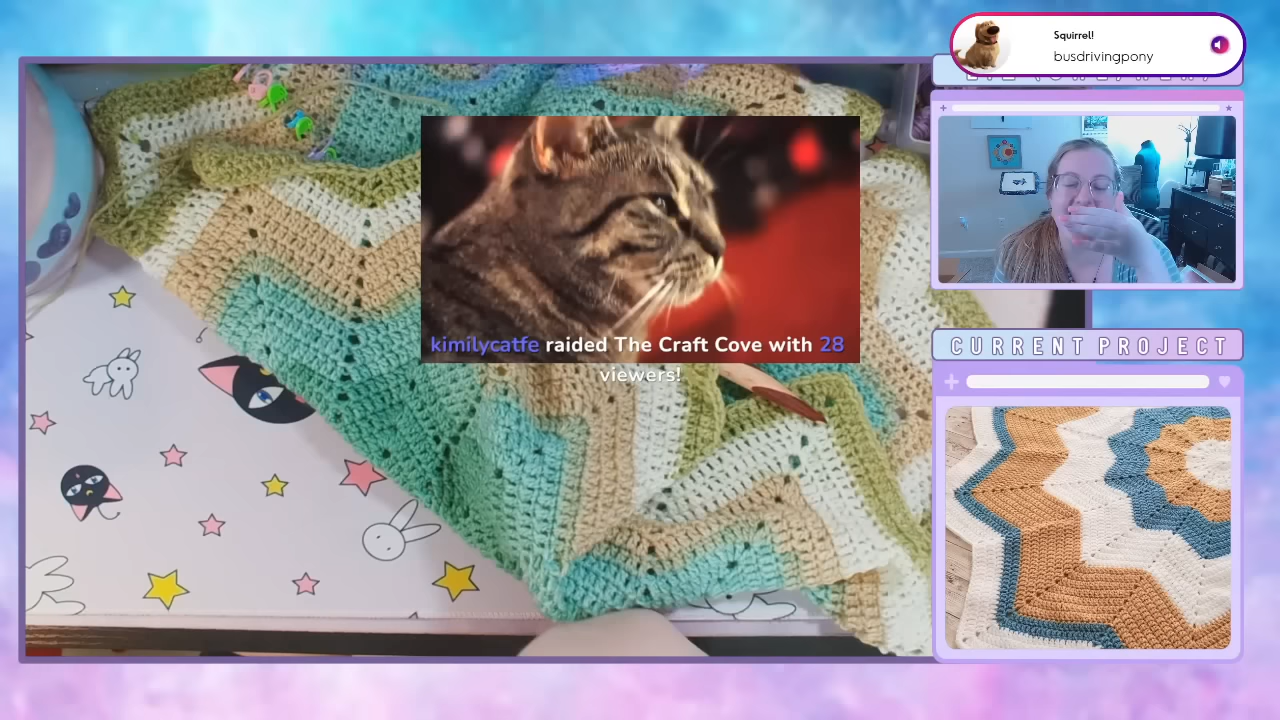 Squirrel!
busdrivingpony
kimilycatfe raided The Craft Cove with 28
viewers!
CURRENT PROJECT